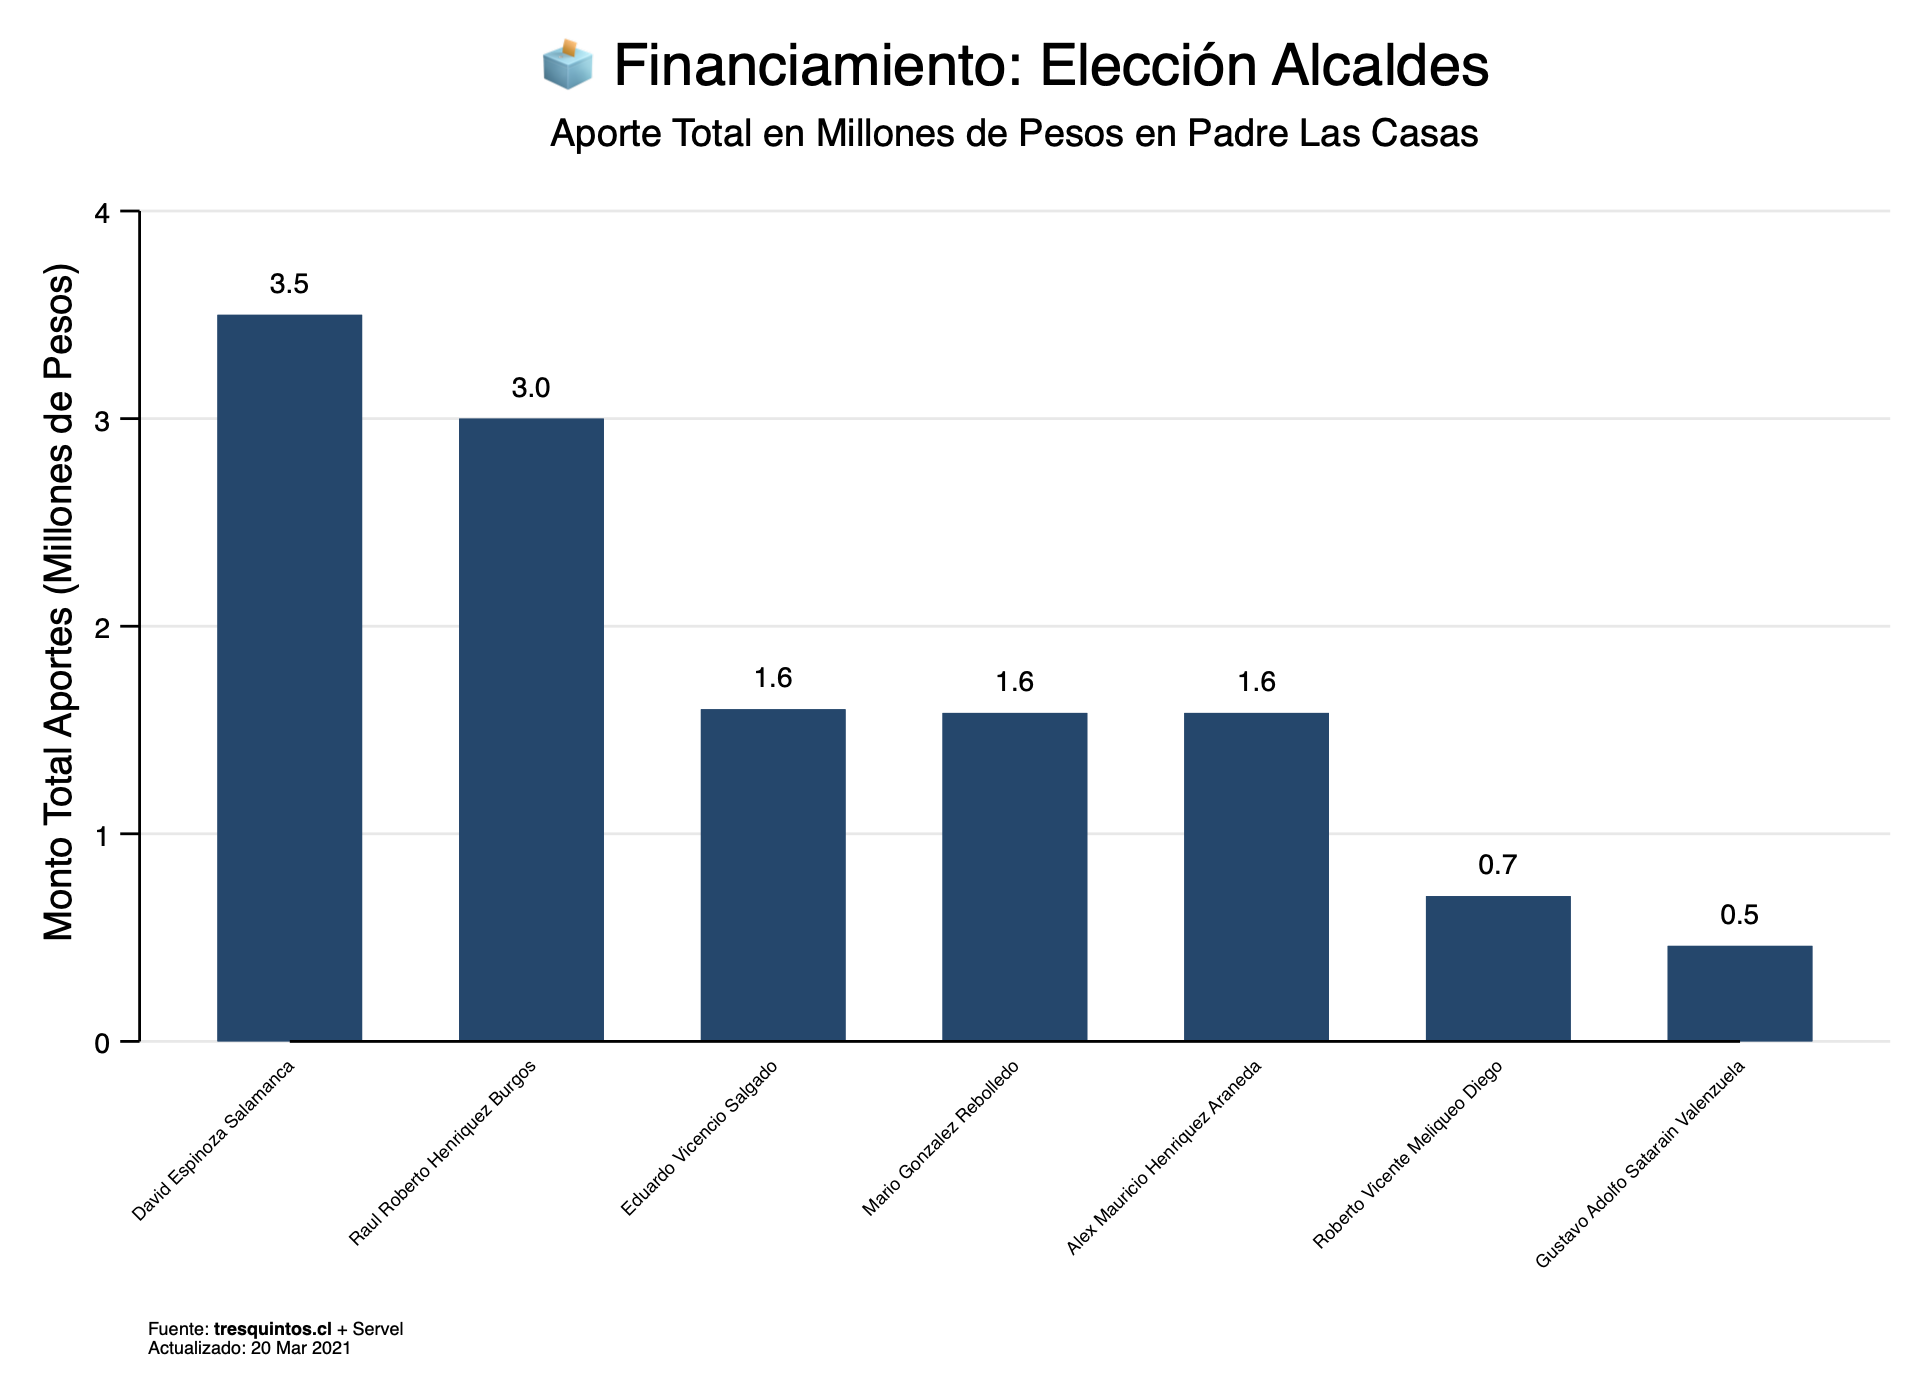 Financiamiento: Elección Alcaldes
Aporte Total en Millones de Pesos en Padre Las Casas
Monto Total Aportes (Millones de Pesos)
4
3
2
1
0
3.5
3.0
1.6
1.6
1.6
0.7
0.5
David Espinoza Salamanca
Raul Roberto Henriquez Burgos
Eduardo Vicencio Salgado
Mario Gonzalez Rebolledo
Alex Mauricio Henriquez Araneda
Roberto Vicente Meliqueo Diego
Gustavo Adolfo Satarain Valenzuela
Fuente: tresquintos.cl + Servel
Actualizado: 20 Mar 2021